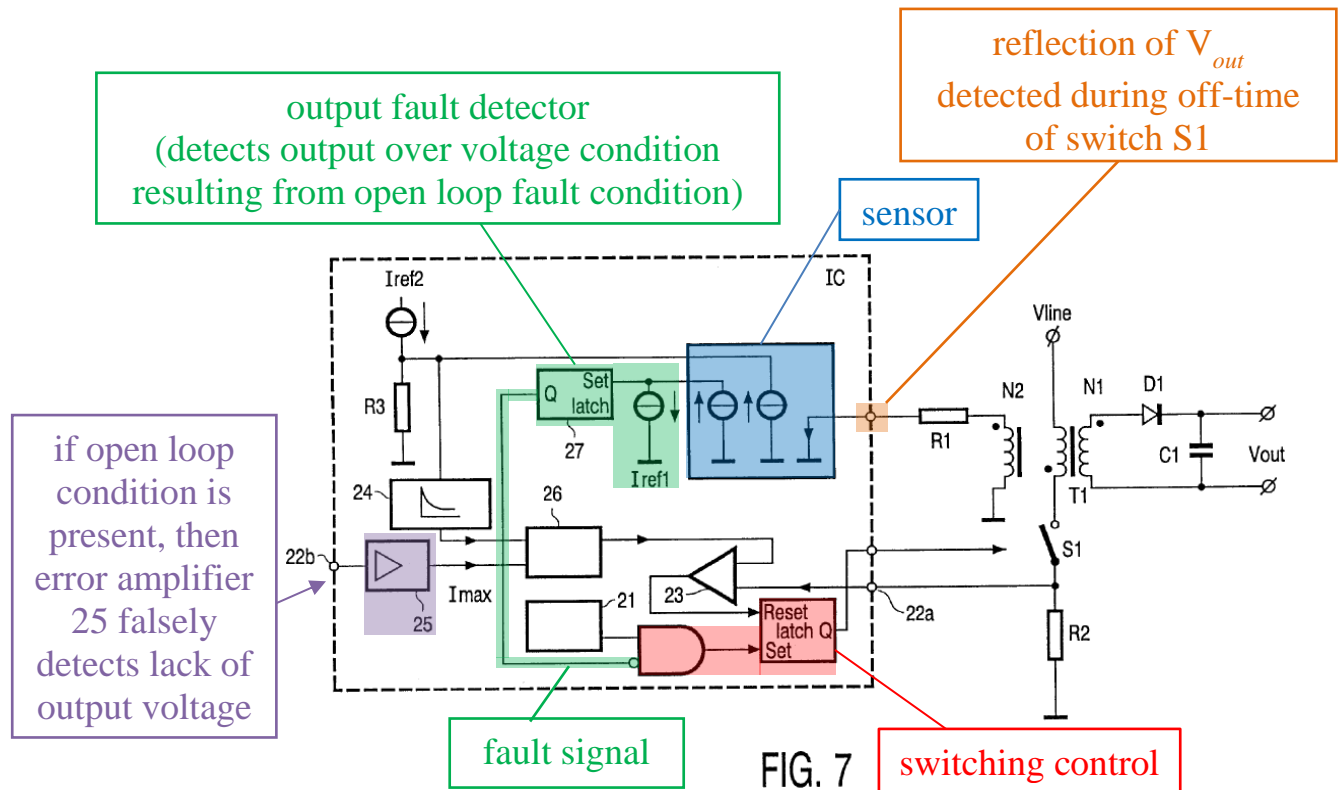 reflection of Vout
detected during off-time
of switch S1
output fault detector
(detects output over voltage condition
resulting from open loop fault condition)
sensor
Iref2
IC
Vline
R3
Set
Q
latch
27
Iref1
R1
N2
N1
D1
C1
Vout
T1
if open loop
condition is
present, then
error amplifier
25 falsely
detects lack of
output voltage
24
26
22b
25
Imax
21
23
S1
22a
Reset
latch Q
Set
R2
fault signal
FIG. 7
switching control